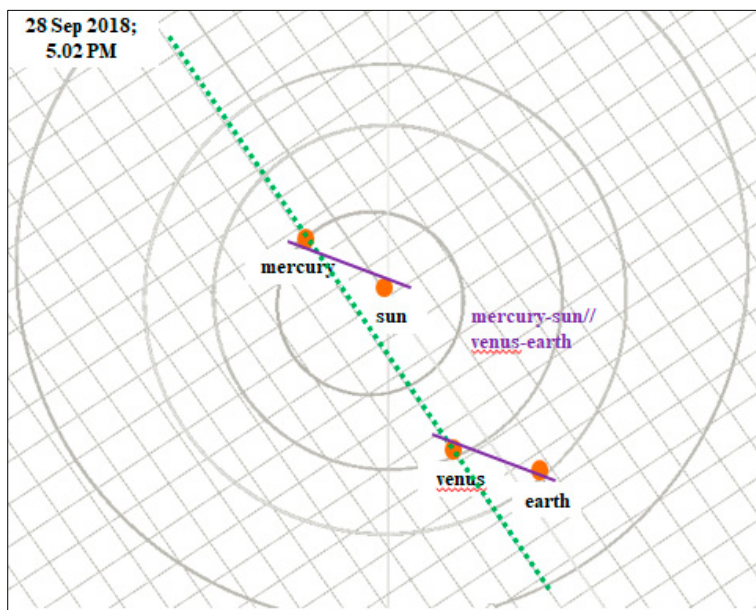 28 Sep 2018;
5.02 PM
mercury
sun
mercury-sun//
venus-earth
venus
earth